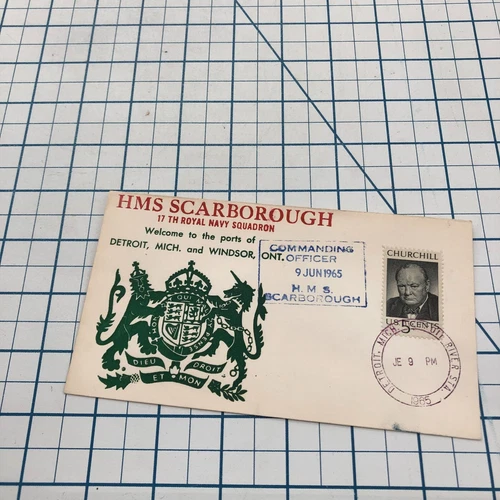 HMS SCARBOROUGH
17 TH ROYAL NAVY SQUADRON
Welcome to the ports of
DETROIT, MICH. and WINDSOR, ONT.
COMMANDING
OFFICER
9 JUN 1965
H. M. S.
SCARBOROUGH
CHURCHILL
U.S. 5 CENTS
DETROIT, MICH. RIVER STA.
JE 9 PM
1965
QUI
DIEU ET MON DROIT